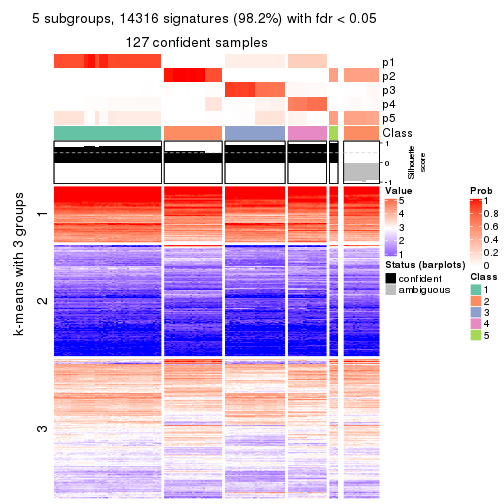 5 subgroups, 14316 signatures (98.2%) with fdr < 0.05
127 confident samples
p1
p2
p3
p4
p5
Class
1
0
-1
Silhouette
score
k-means with 3 groups
1
2
3
Value
5
4
3
2
1
Status (barplots)
confident
ambiguous
Prob
1
0.8
0.6
0.4
0.2
0
Class
1
2
3
4
5